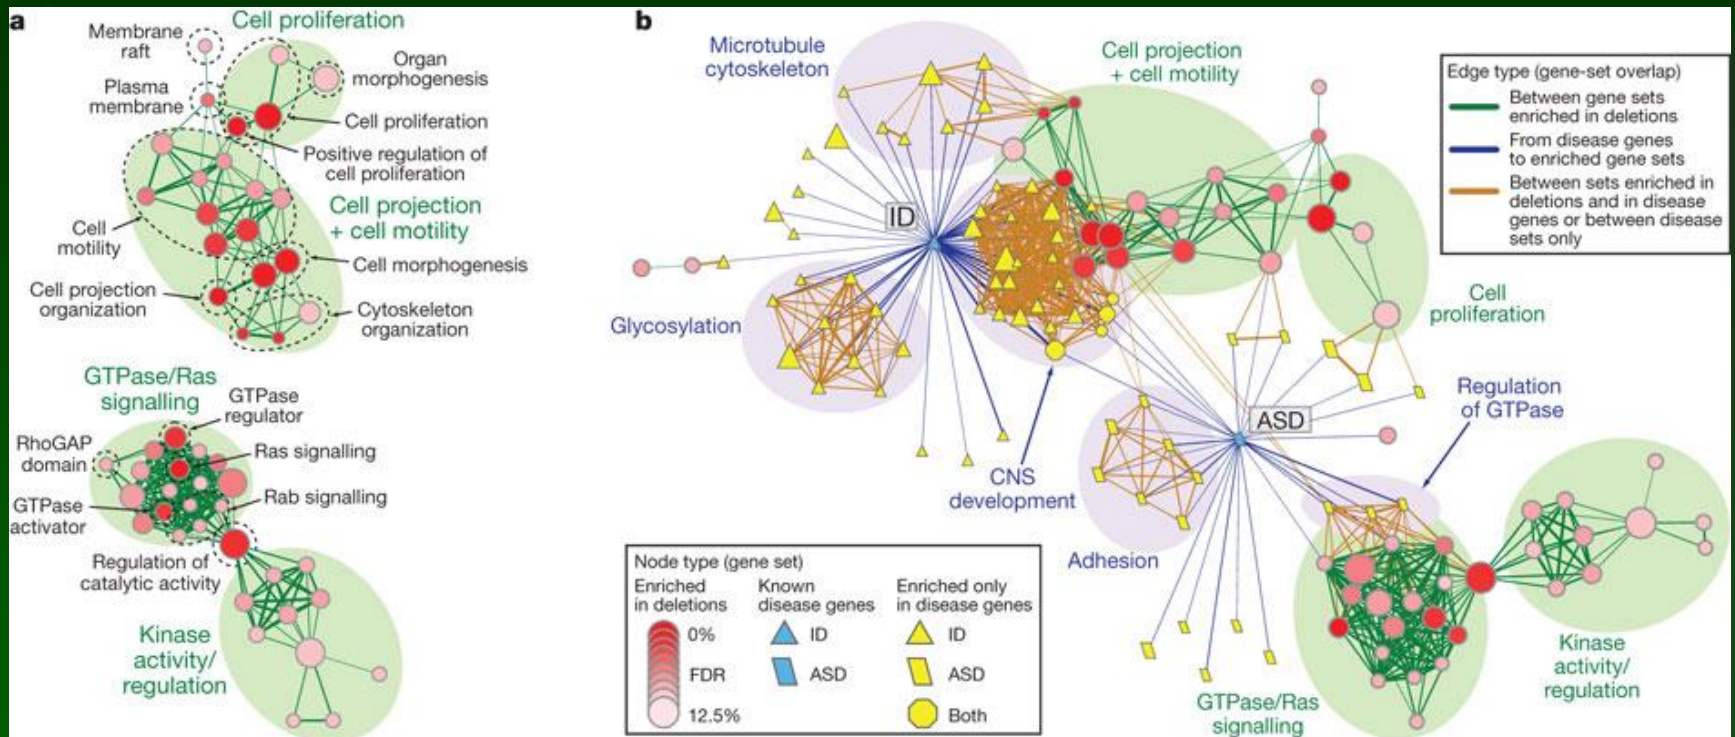 a
Cell proliferation
Membrane
raft
Organ
morphogenesis
Plasma
membrane
Cell proliferation
Positive regulation of
cell proliferation
Cell projection
+ cell motility
Cell
motility
Cell morphogenesis
Cell projection
organization
Cytoskeleton
organization
GTPase/Ras
signalling
GTPase
regulator
RhoGAP
domain
Ras signalling
Rab signalling
GTPase
activator
Regulation of
catalytic activity
Kinase
activity/
regulation
b
Microtubule
cytoskeleton
Cell projection
+ cell motility
Edge type (gene-set overlap)
Between gene sets
enriched in deletions
From disease genes
to enriched gene sets
Between sets enriched in
deletions and in disease
genes or between disease
sets only
ID
Glycosylation
Cell
proliferation
Regulation
of GTPase
ASD
CNS
development
Adhesion
Kinase
activity/
regulation
GTPase/Ras
signalling
Node type (gene set)
Enriched
in deletions
Known
disease genes
Enriched only
in disease genes
0%
ID
ID
FDR
ASD
ASD
12.5%
Both